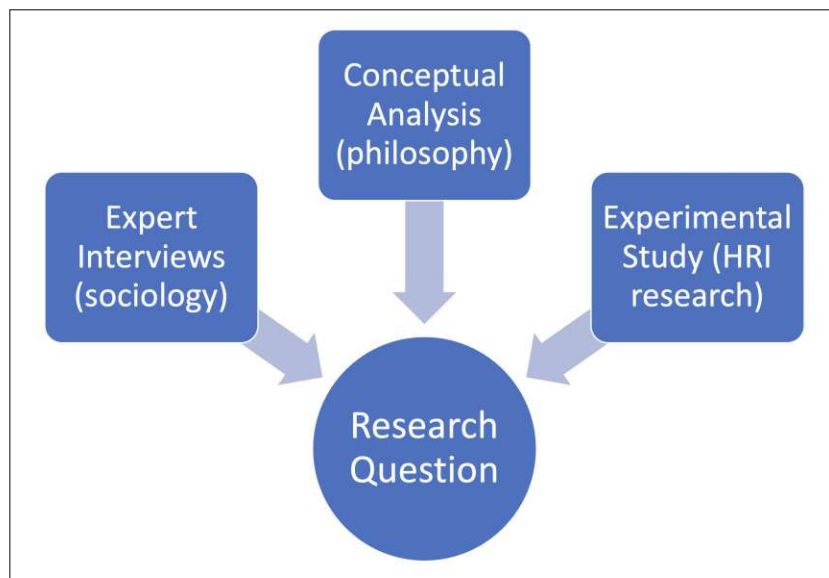 Conceptual
Analysis
(philosophy)
Expert
Interviews
(sociology)
Experimental
Study (HRI
research)
Research
Question